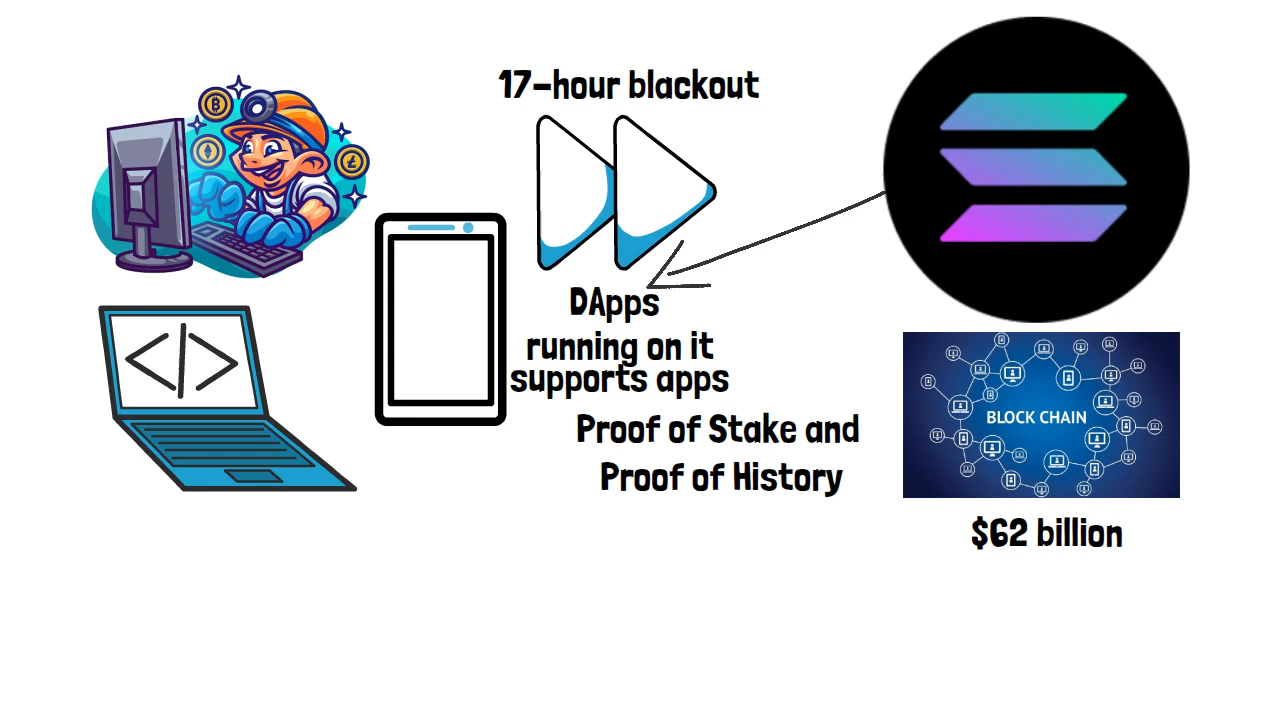 17-hour blackout
DApps
running on it
supports apps
Proof of Stake and
Proof of History
</>
BLOCK CHAIN
$62 billion